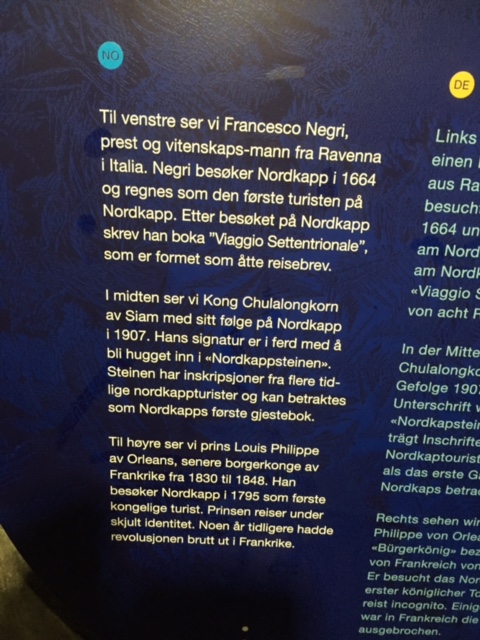 NO
Til venstre ser vi Francesco Negri,
prest og vitenskaps-mann fra Ravenna
i Italia. Negri besøker Nordkapp i 1664
og regnes som den første turisten på
Nordkapp. Etter besøket på Nordkapp
skrev han boka "Viaggio Settentrionale",
som er formet som åtte reisebrev.
I midten ser vi Kong Chulalongkorn
av Siam med sitt følge på Nordkapp
i 1907. Hans signatur er i ferd med å
bli hugget inn i «Nordkappsteinen».
Steinen har inskripsjoner fra flere tid-
lige nordkappturister og kan betraktes
som Nordkapps første gjestebok.
Til høyre ser vi prins Louis Philippe
av Orleans, senere borgerkonge av
Frankrike fra 1830 til 1848. Han
besøker Nordkapp i 1795 som første
kongelige turist. Prinsen reiser under
skjult identitet. Noen år tidligere hadde
revolusjonen brutt ut i Frankrike.
DE
Links
einen
aus Ra
besuch
1664 un
am Nord
am Nord
«Viaggio S
von acht F
In der Mitte
Chulalongko
Gefolge 1907
Unterschrift
«Nordkapstein
trägt Inschrifte
Nordkaptourist
als das erste G
Nordkaps betra
Rechts sehen wir
Philippe von Orle
«Bürgerkönig» bez
von Frankreich von
Er besucht das Nor
erster königlicher To
reist incognito. Einig
war in Frankreich die
ausgebrochen.